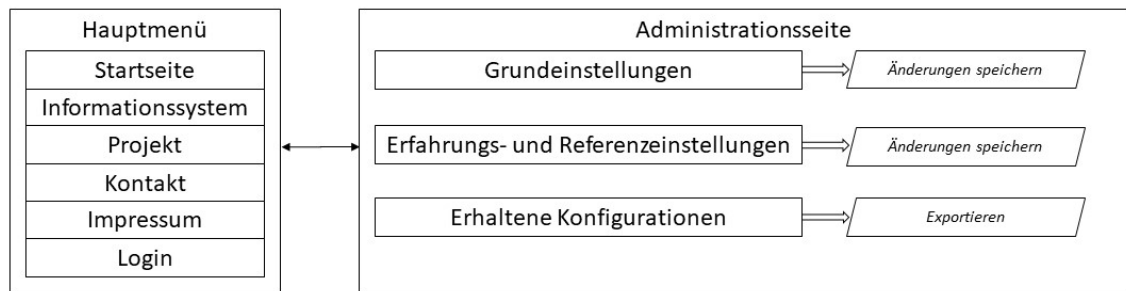 Hauptmenü
Startseite
Informationssystem
Projekt
Kontakt
Impressum
Login
Administrationsseite
Grundeinstellungen
Änderungen speichern
Erfahrungs- und Referenzeinstellungen
Änderungen speichern
Erhaltene Konfigurationen
Exportieren